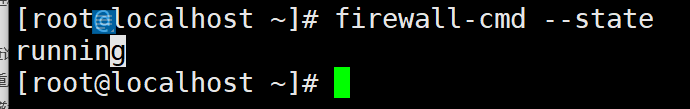 [root@localhost ~]# firewall-cmd --state
running
[root@localhost ~]#